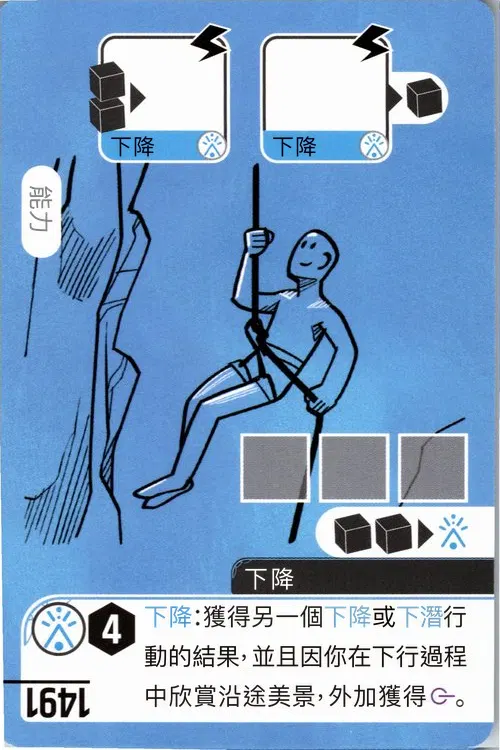 下降
下降
能力
下降
4
下降:獲得另一個下降或下潛行
動的結果,並且因你在下行過程
中欣賞沿途美景,外加獲得。
1491